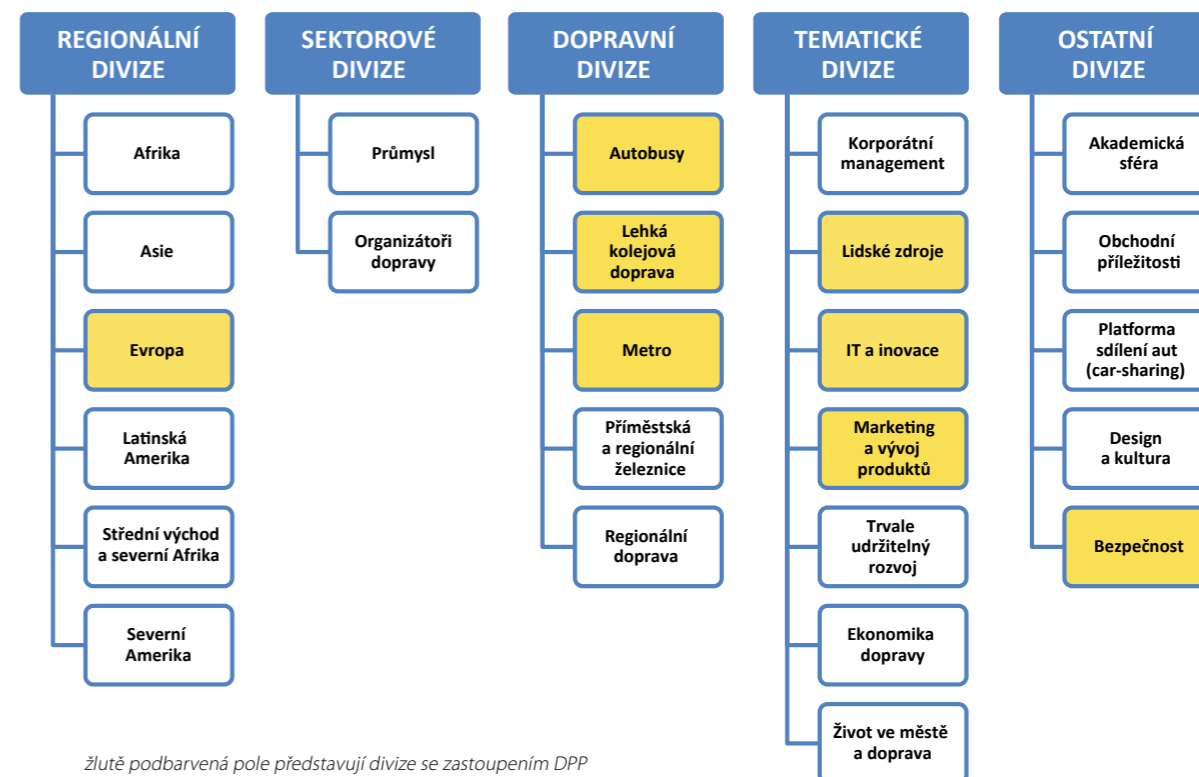 REGIONÁLNÍ
DIVIZE
Afrika
Asie
Evropa
Latinská
Amerika
Střední východ
a severní Afrika
Severní
Amerika
SEKTOROVÉ
DIVIZE
Průmysl
Organizátoři
dopravy
DOPRAVNÍ
DIVIZE
Autobusy
Lehká
kolejová
doprava
Metro
Příměstská
a regionální
železnice
Regionální
doprava
TEMATICKÉ
DIVIZE
Korporátní
management
Lidské zdroje
IT a inovace
Marketing
a vývoj
produktů
Trvale
udržitelný
rozvoj
Ekonomika
dopravy
Život ve městě
a doprava
OSTATNÍ
DIVIZE
Akademická
sféra
Obchodní
příležitosti
Platforma
sdílení aut
(car-sharing)
Design
a kultura
Bezpečnost
žlutě podbarvená pole představují divize se zastoupením DPP